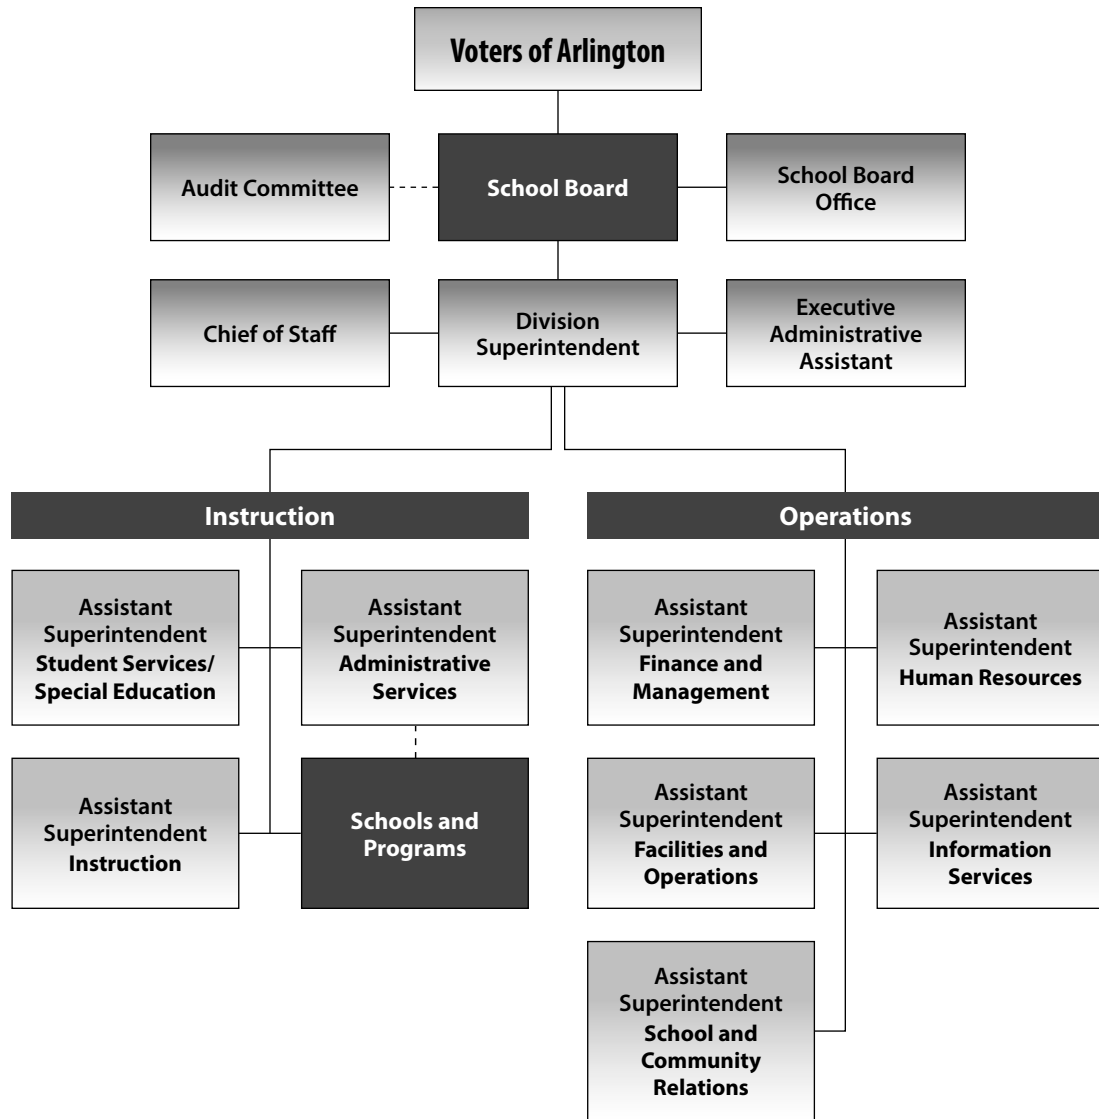 Voters of Arlington
Audit Committee
School Board
School Board
Office
Chief of Staff
Division
Superintendent
Executive
Administrative
Assistant
Instruction
Operations
Assistant
Superintendent
Student Services/
Special Education
Assistant
Superintendent
Administrative
Services
Assistant
Superintendent
Finance and
Management
Assistant
Superintendent
Human Resources
Assistant
Superintendent
Instruction
Schools and
Programs
Assistant
Superintendent
Facilities and
Operations
Assistant
Superintendent
Information
Services
Assistant
Superintendent
School and
Community
Relations